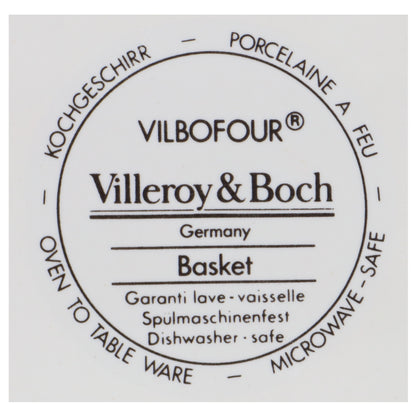 KOCHGESCHIRR — PORCELAINE A FEU — MICROWAVE-SAFE — OVEN TO TABLE WARE —
VILBOFOUR®
Villeroy & Boch
Germany
Basket
Garanti lave-vaisselle
Spülmaschinenfest
Dishwasher-safe